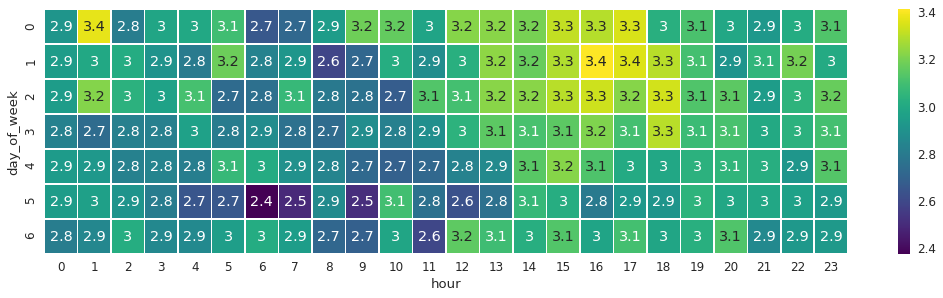 0 2.9 3.4 2.8 3 3 3.1 2.7 2.7 2.9 3.2 3.2 3 3.2 3.2 3.2 3.3 3.3 3.3 3 3.1 3 2.9 3 3.1
1 2.9 3 3 2.9 2.8 3.2 2.8 2.9 2.6 2.7 3 2.9 3 3.2 3.2 3.3 3.4 3.4 3.3 3.1 2.9 3.1 3.2 3
2 2.9 3.2 3 3 3.1 2.7 2.8 3.1 2.8 2.8 2.7 3.1 3.1 3.2 3.2 3.3 3.3 3.2 3.3 3.1 3.1 2.9 3 3.2
3 2.8 2.7 2.8 2.8 3 2.8 2.9 2.8 2.7 2.9 2.8 2.9 3 3.1 3.1 3.1 3.2 3.1 3.3 3.1 3.1 3 3 3.1
4 2.9 2.9 2.8 2.8 2.8 3.1 3 2.9 2.8 2.7 2.7 2.7 2.8 2.9 3.1 3.2 3.1 3 3 3 3.1 3 2.9 3.1
5 2.9 3 2.9 2.8 2.7 2.7 2.4 2.5 2.9 2.5 3.1 2.8 2.6 2.8 3.1 3 2.8 2.9 2.9 3 3 3 3 2.9
6 2.8 2.9 3 2.9 2.9 3 3 2.9 2.7 2.7 3 2.6 3.2 3.1 3 3.1 3 3.1 3 3 3.1 2.9 2.9 2.9
0 1 2 3 4 5 6 7 8 9 10 11 12 13 14 15 16 17 18 19 20 21 22 23
hour
day_of_week
3.4
3.2
3.0
2.8
2.6
2.4